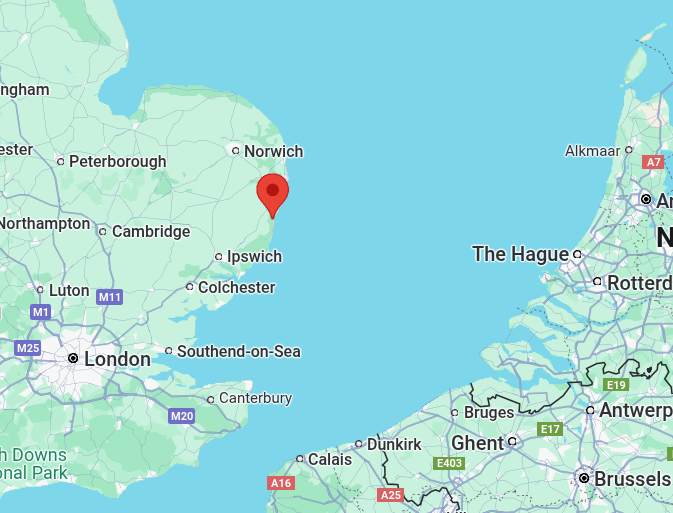 ngham
ester
Peterborough
Norwich
Alkmaar
A7
Northampton
Cambridge
Ar
N
The Hague
Ipswich
Rotterd
Luton
M11
Colchester
M1
M25
London
Southend-on-Sea
E19
Canterbury
M20
Bruges
Antwerp
E17
Ghent
Dunkirk
h Downs
onal Park
Calais
E403
Brussels
A16
A25